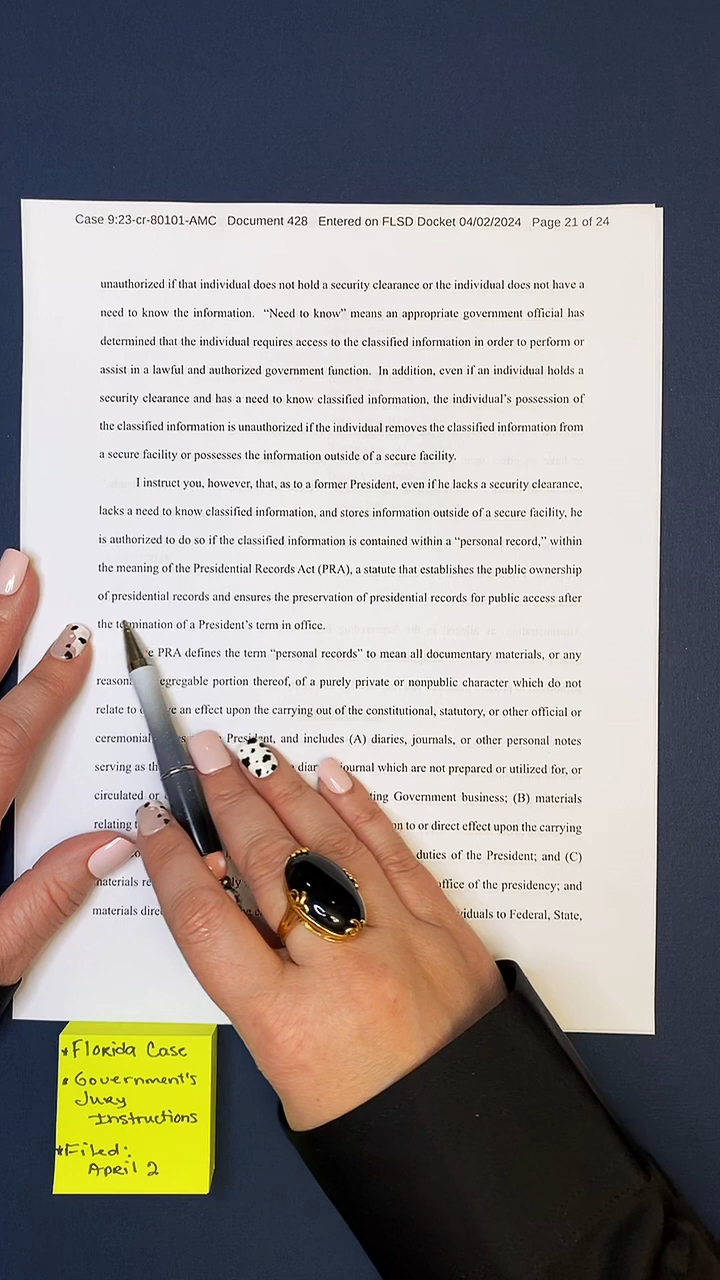 Case 9:23-cr-80101-AMC Document 428 Entered on FLSD Docket 04/02/2024 Page 21 of 24
unauthorized if that individual does not hold a security clearance or the individual does not have a
need to know the information. “Need to know” means an appropriate government official has
determined that the individual requires access to the classified information in order to perform or
assist in a lawful and authorized government function. In addition, even if an individual holds a
security clearance and has a need to know classified information, the individual’s possession of
the classified information is unauthorized if the individual removes the classified information from
a secure facility or possesses the information outside of a secure facility.
I instruct you, however, that, as to a former President, even if he lacks a security clearance,
lacks a need to know classified information, and stores information outside of a secure facility, he
is authorized to do so if the classified information is contained within a “personal record,” within
the meaning of the Presidential Records Act (PRA), a statute that establishes the public ownership
of presidential records and ensures the preservation of presidential records for public access after
the termination of a President’s term in office.
PRA defines the term “personal records” to mean all documentary materials, or any
segregable portion thereof, of a purely private or nonpublic character which do not
relate to an effect upon the carrying out of the constitutional, statutory, or other official or
ceremonial President, and includes (A) diaries, journals, or other personal notes
serving as journal which are not prepared or utilized for, or
circulated or Government business; (B) materials
relating to or direct effect upon the carrying
duties of the President; and (C)
materials office of the presidency; and
materials to Federal, State,
*Florida Case
*Government's
Jury
Instructions
*Filed:
April 2